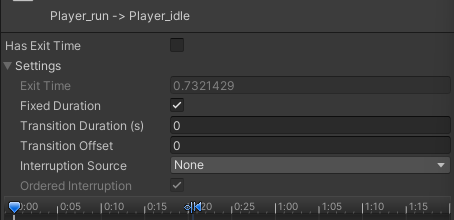 Player_run -> Player_idle
Has Exit Time
Settings
Exit Time 0.7321429
Fixed Duration
Transition Duration (s) 0
Transition Offset 0
Interruption Source None
Ordered Interruption
0:00 0:05 0:10 0:15 0:20 0:25 1:00 1:05 1:10 1:15